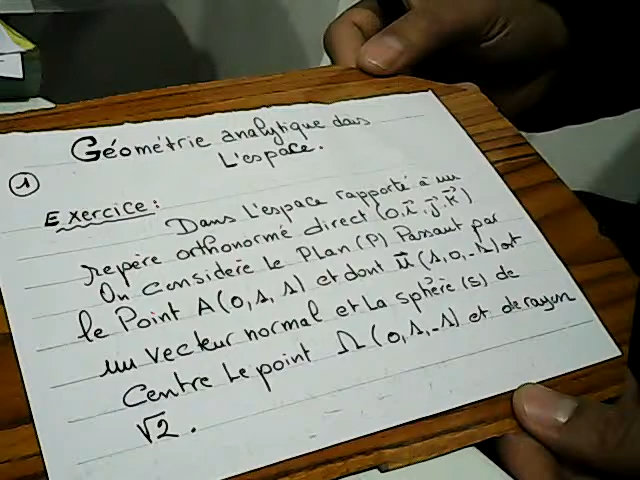 Géométrie analytique dans
L'espace.
1
Exercice:
Dans L'espace rapporté à un
repère orthonormé direct (o,i,j,k)
On considère le Plan (P) Passant par
le Point A(0,1,1) et dont u(1,0,-1) est
un vecteur normal et La sphère (S) de
Centre Le point Ω(0,1,-1) et de rayon
√2.